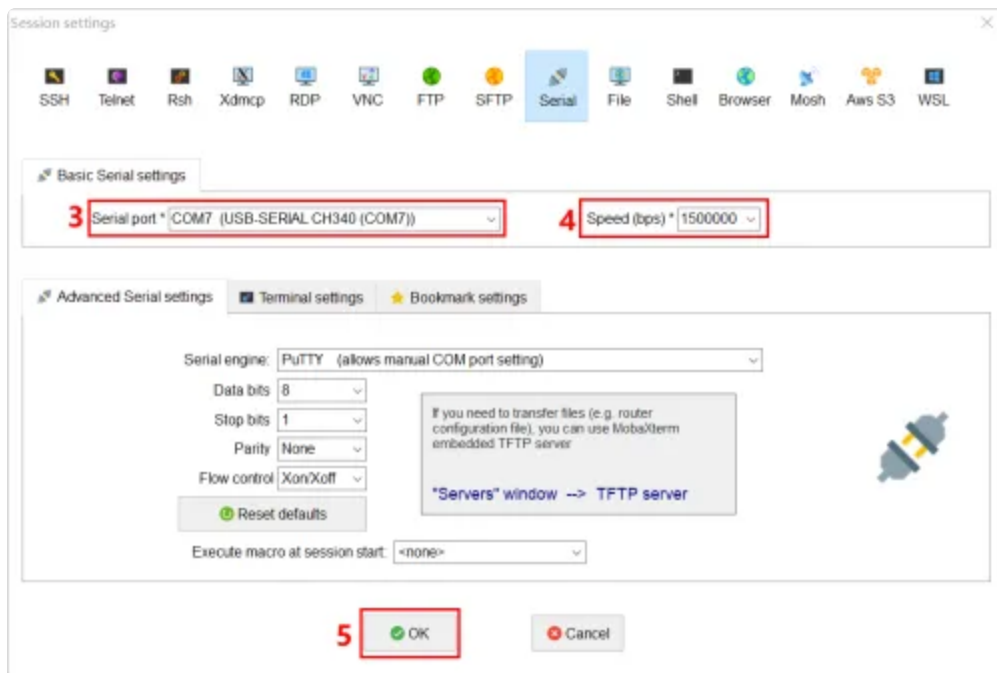 Session settings
SSH Telnet Rsh Xdmcp RDP VNC FTP SFTP Serial File Shell Browser Mosh Aws S3 WSL
Basic Serial settings
3 Serial port * COM7 (USB-SERIAL CH340 (COM7)) 4 Speed (bps) * 1500000
Advanced Serial settings Terminal settings Bookmark settings
Serial engine: PuTTY (allows manual COM port setting)
Data bits 8
Stop bits 1
Parity None
Flow control Xon/Xoff
Reset defaults
If you need to transfer files (e.g. router
configuration file), you can use MobaXterm
embedded TFTP server
"Servers" window --> TFTP server
Execute macro at session start: <none>
5 OK Cancel